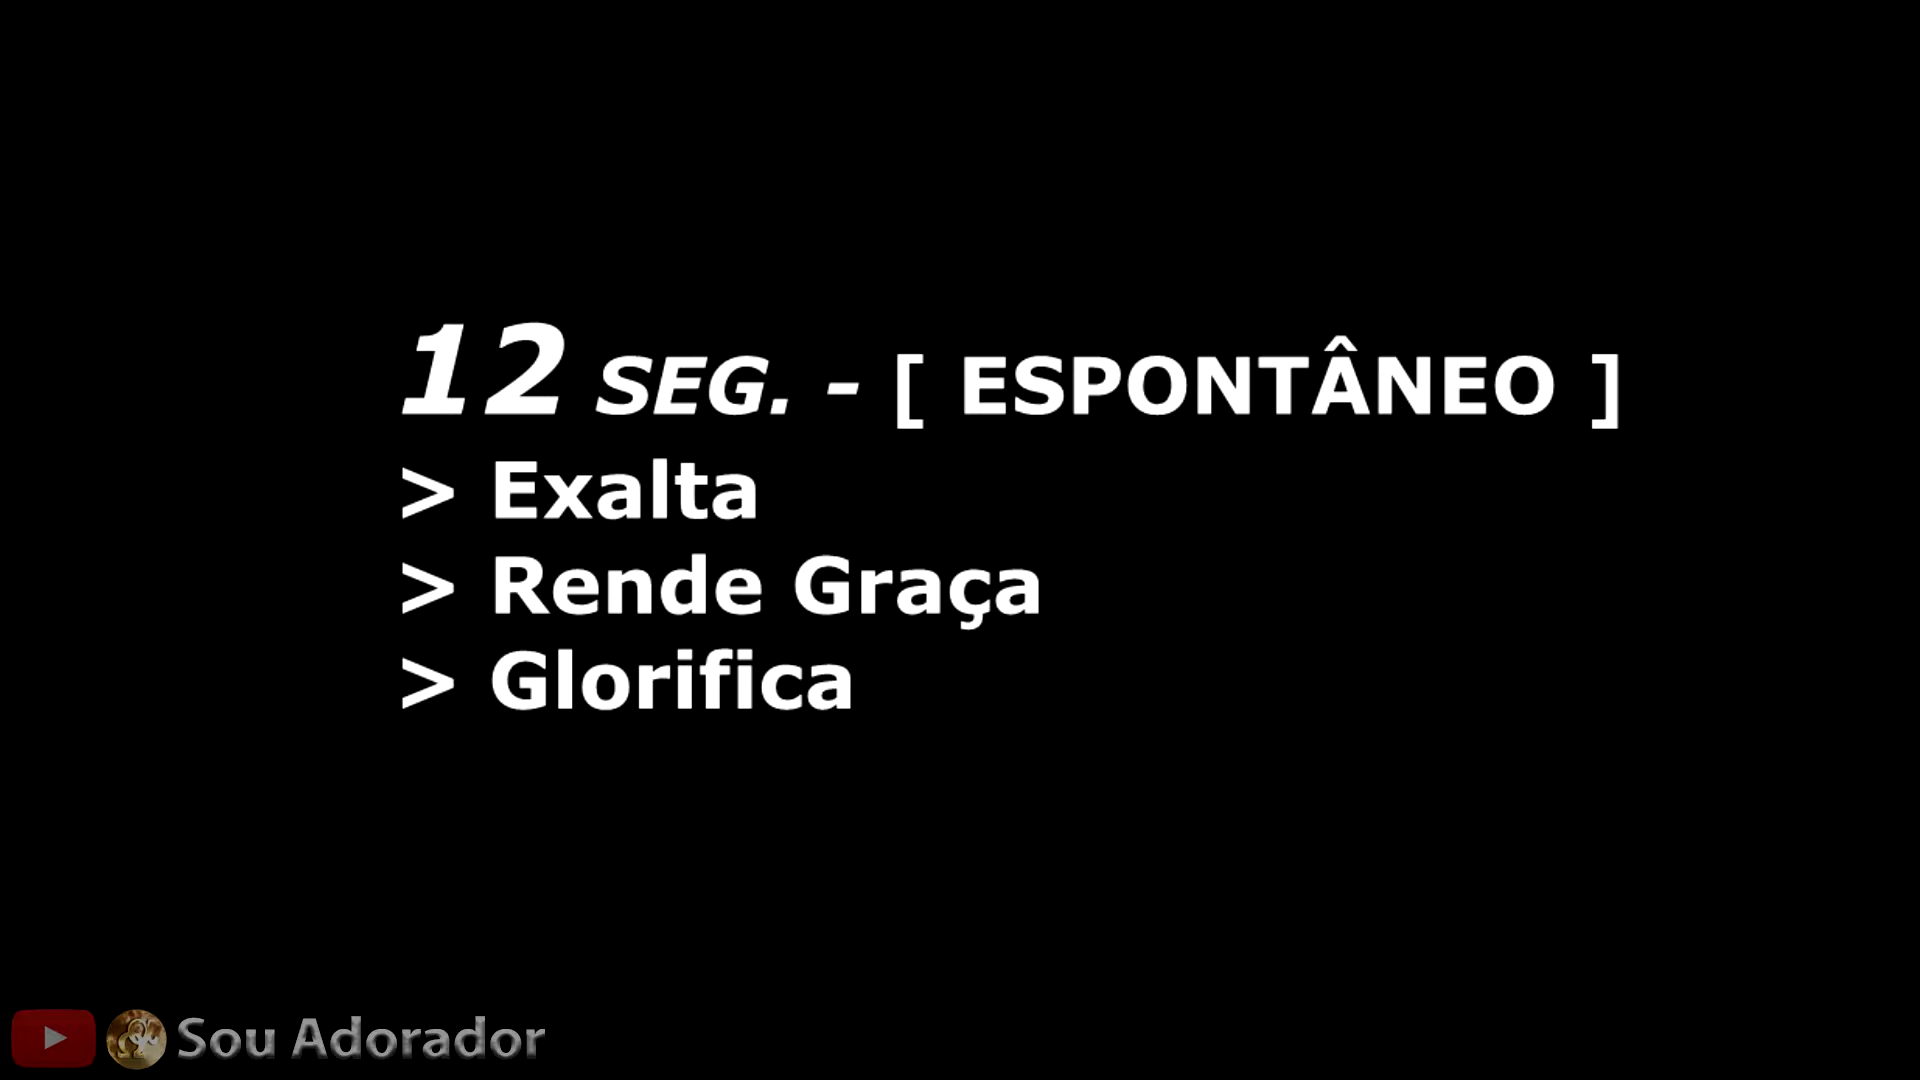 12 SEG. - [ ESPONTÂNEO ]
> Exalta
> Rende Graça
> Glorifica
Sou Adorador